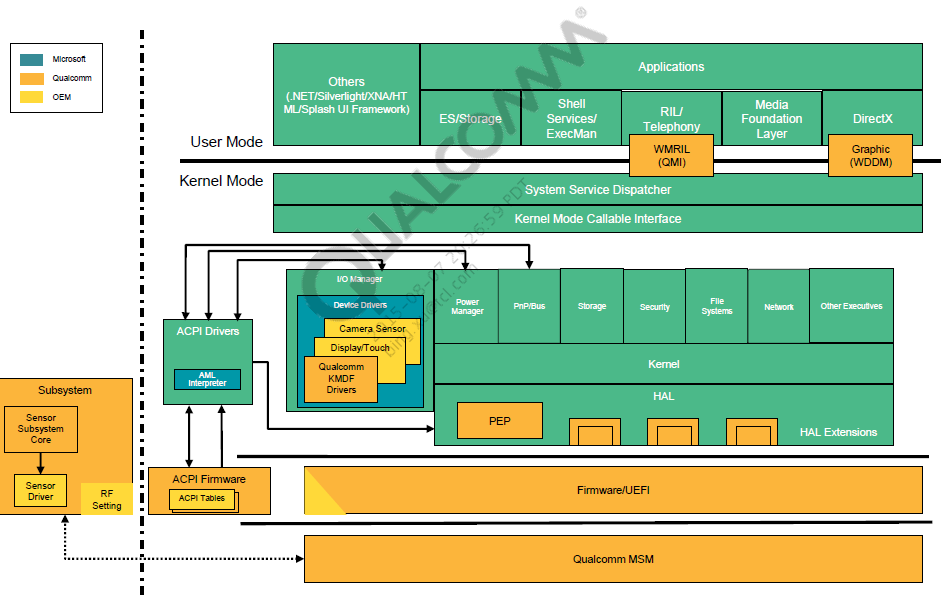 Microsoft
Qualcomm
OEM
Others
(.NET/Silverlight/XNA/HT
ML/Splash UI Framework)
Applications
ES/Storage
Shell
Services/
ExecMan
RIL/
Telephony
Media
Foundation
Layer
DirectX
User Mode
WMRIL
(QMI)
Graphic
(WDDM)
Kernel Mode
System Service Dispatcher
Kernel Mode Callable Interface
QUALCOMM®
I/O Manager
Device Drivers
Camera Sensor
Display/Touch
Qualcomm
KMDF
Drivers
Power
Manager
PnP/Bus
Storage
Security
File
Systems
Network
Other Executives
ACPI Drivers
AML
Interpreter
Kernel
HAL
PEP
HAL Extensions
Subsystem
Sensor
Subsystem
Core
Sensor
Driver
RF
Setting
ACPI Firmware
ACPI Tables
Firmware/UEFI
Qualcomm MSM